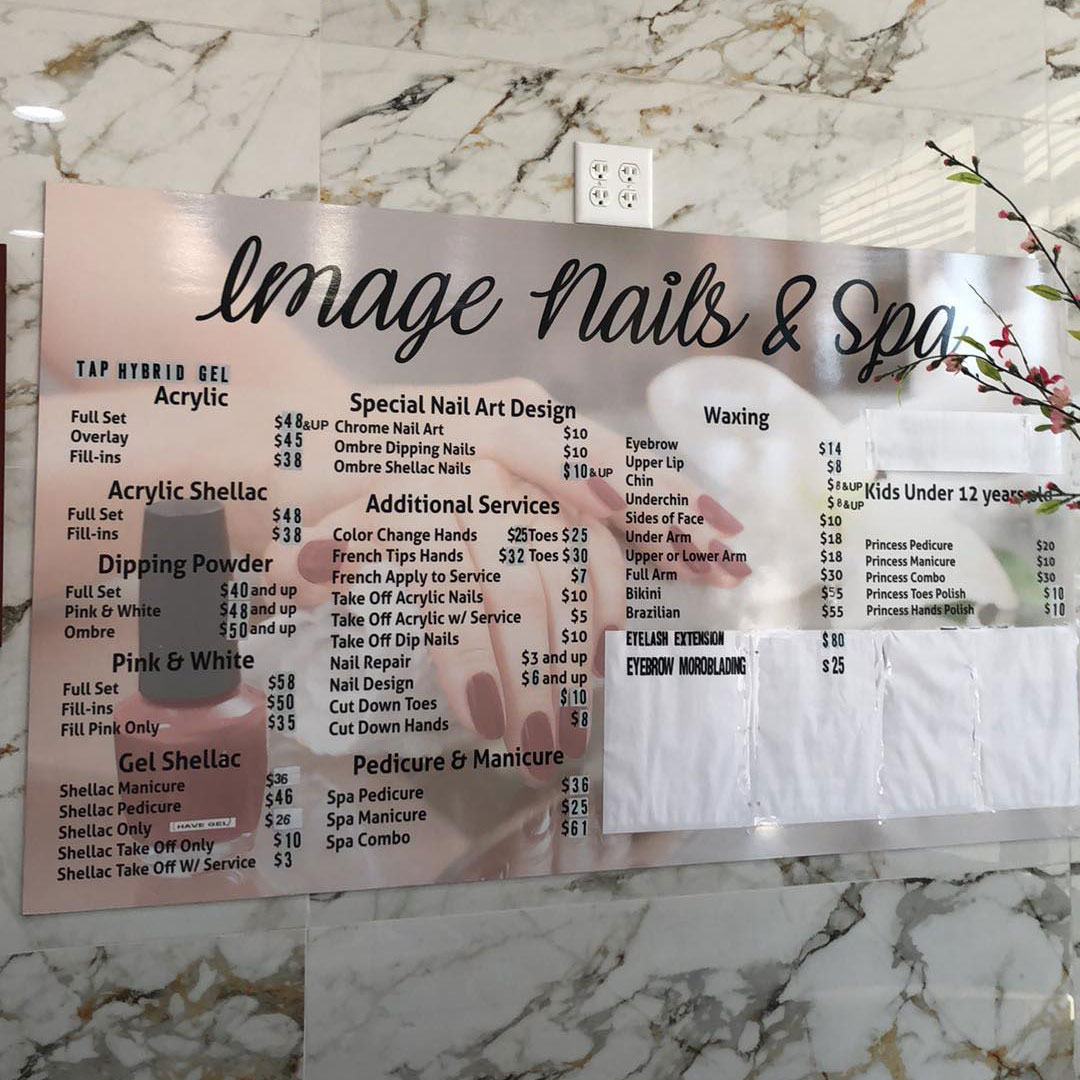 Image Nails & Spa
TAP HYBRID GEL
Acrylic
Full Set $48&UP
Overlay $45
Fill-ins $38
Acrylic Shellac
Full Set $48
Fill-ins $38
Dipping Powder
Full Set $40 and up
Pink & White $48 and up
Ombre $50 and up
Pink & White
Full Set $58
Fill-ins $50
Fill Pink Only $35
Gel Shellac
Shellac Manicure $36
Shellac Pedicure $46
Shellac Only HAVE GEL/ $26
Shellac Take Off Only $10
Shellac Take Off W/ Service $3
Special Nail Art Design
Chrome Nail Art $10
Ombre Dipping Nails $10
Ombre Shellac Nails $10&UP
Additional Services
Color Change Hands $25 Toes $25
French Tips Hands $32 Toes $30
French Apply to Service $7
Take Off Acrylic Nails $10
Take Off Acrylic w/ Service $5
Take Off Dip Nails $10
Nail Repair $3 and up
Nail Design $6 and up
Cut Down Toes $10
Cut Down Hands $8
Pedicure & Manicure
Spa Pedicure $36
Spa Manicure $25
Spa Combo $61
Waxing
Eyebrow $14
Upper Lip $8
Chin $8&UP
Underchin $8&UP
Sides of Face $10
Under Arm $18
Upper or Lower Arm $18
Full Arm $30
Bikini $55
Brazilian $55
EYELASH EXTENSION $80
EYEBROW MOROBLADING $25
Kids Under 12 years old
Princess Pedicure $20
Princess Manicure $10
Princess Combo $30
Princess Toes Polish $10
Princess Hands Polish $10